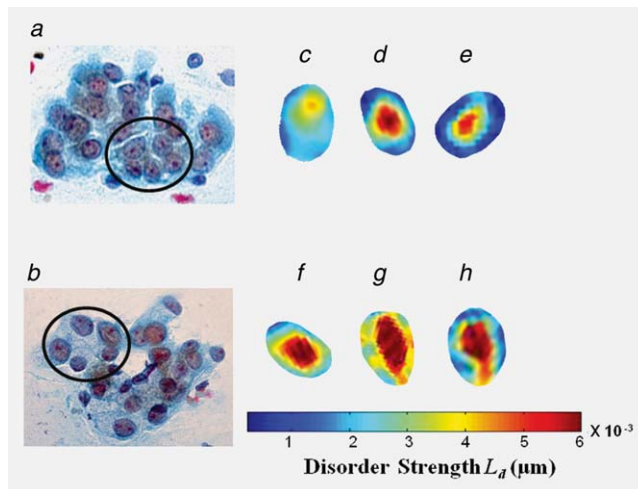 a
c d e
b
f g h
1 2 3 4 5 6 X 10⁻³
Disorder Strength L_d (µm)